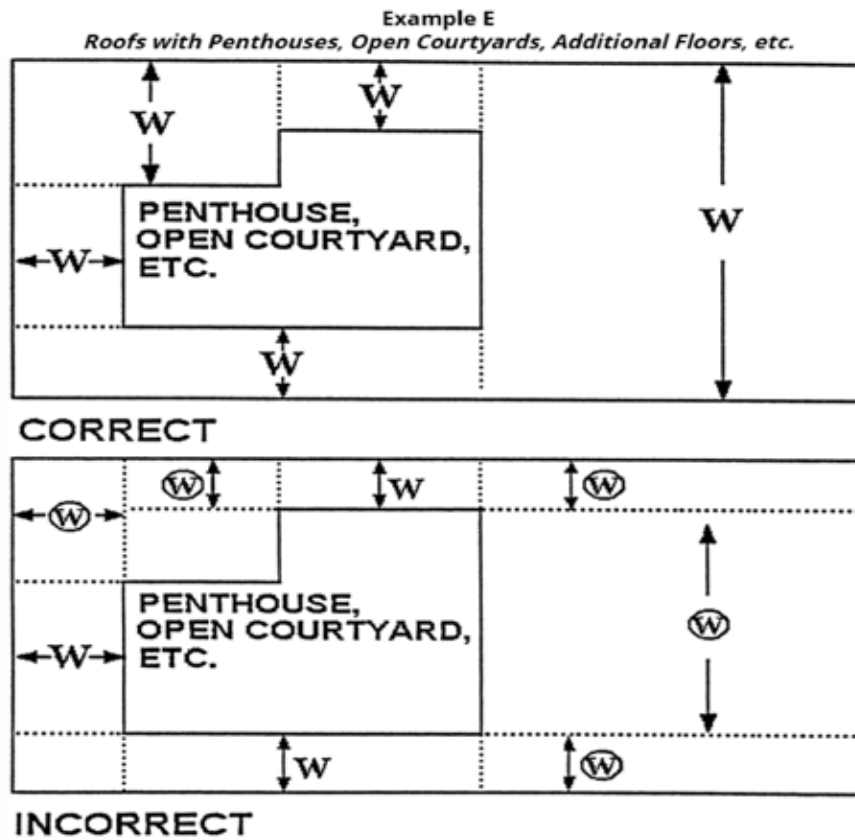 Example E
Roofs with Penthouses, Open Courtyards, Additional Floors, etc.
W
W
W
PENTHOUSE,
OPEN COURTYARD,
ETC.
W
W
CORRECT
W
W
W
W
W
PENTHOUSE,
OPEN COURTYARD,
ETC.
W
W
W
W
INCORRECT